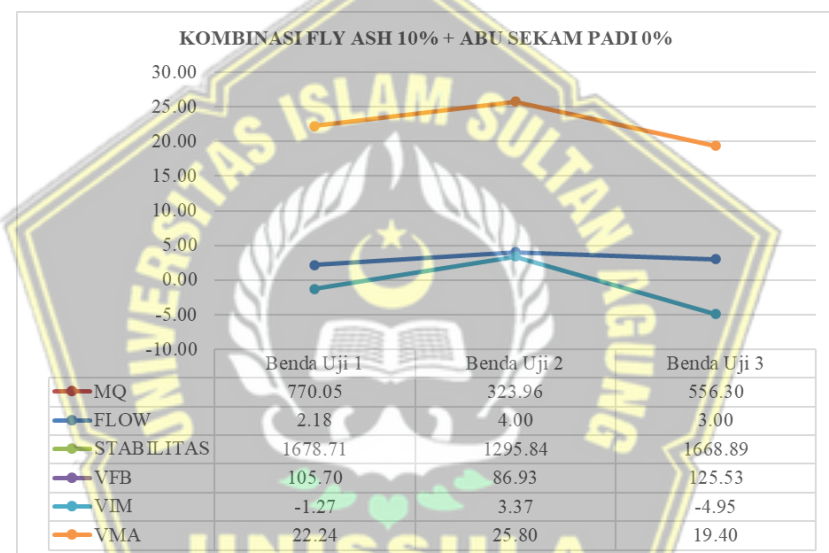 KOMBINASI FLY ASH 10% + ABU SEKAM PADI 0%
30.00
25.00
20.00
15.00
10.00
5.00
0.00
-5.00
-10.00
UNIVERSITAS ISLAM SULTAN AGUNG
Benda Uji 1 Benda Uji 2 Benda Uji 3
MQ 770.05 323.96 556.30
FLOW 2.18 4.00 3.00
STABILITAS 1678.71 1295.84 1668.89
VFB 105.70 86.93 125.53
VIM -1.27 3.37 -4.95
VMA 22.24 25.80 19.40
UNISSULA